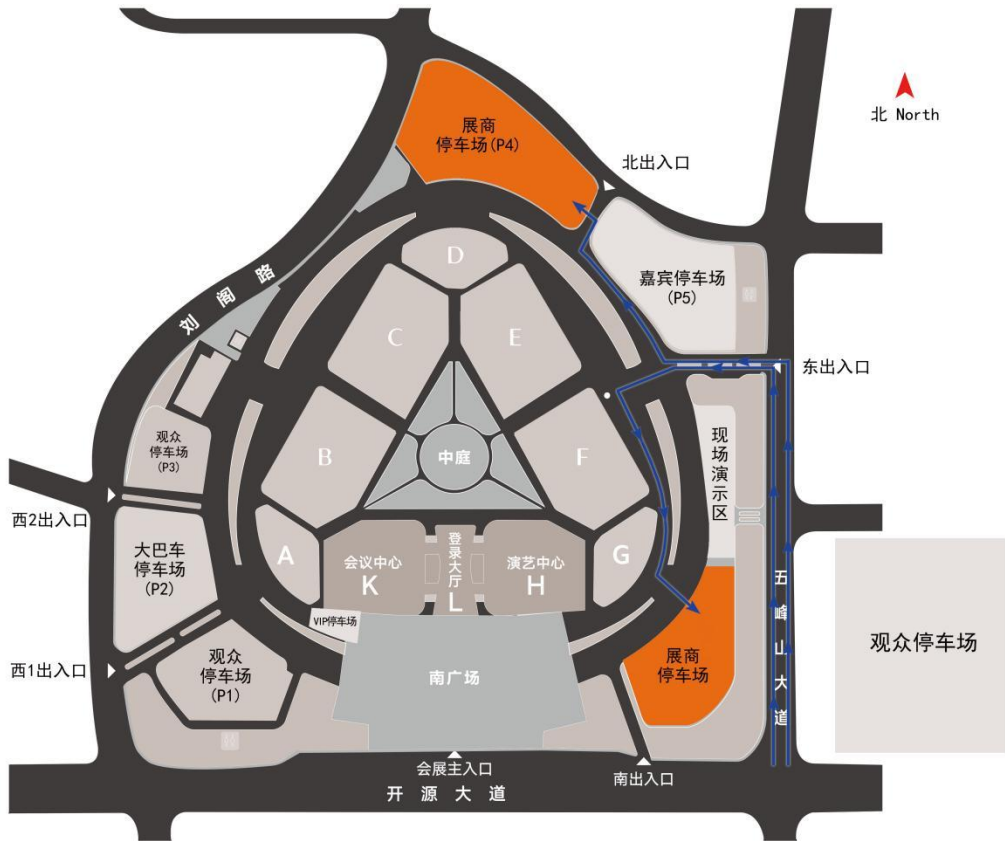 展商
停车场(P4)
北 North
北出入口
D
嘉宾停车场
(P5)
刘阁路
C
E
东出入口
观众
停车场
(P3)
B
中庭
F
现场演示区
西2出入口
大巴车
停车场
(P2)
A
会议中心
K
登录大厅
L
演艺中心
H
G
五峰山大道
VIP停车场
观众停车场
西1出入口
观众
停车场
(P1)
南广场
展商
停车场
会展主入口
南出入口
开源大道